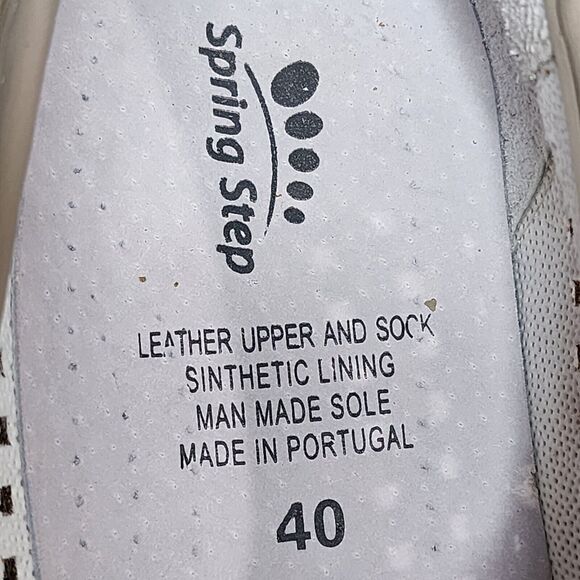 Spring Step
LEATHER UPPER AND SOCK
SINTHETIC LINING
MAN MADE SOLE
MADE IN PORTUGAL
40